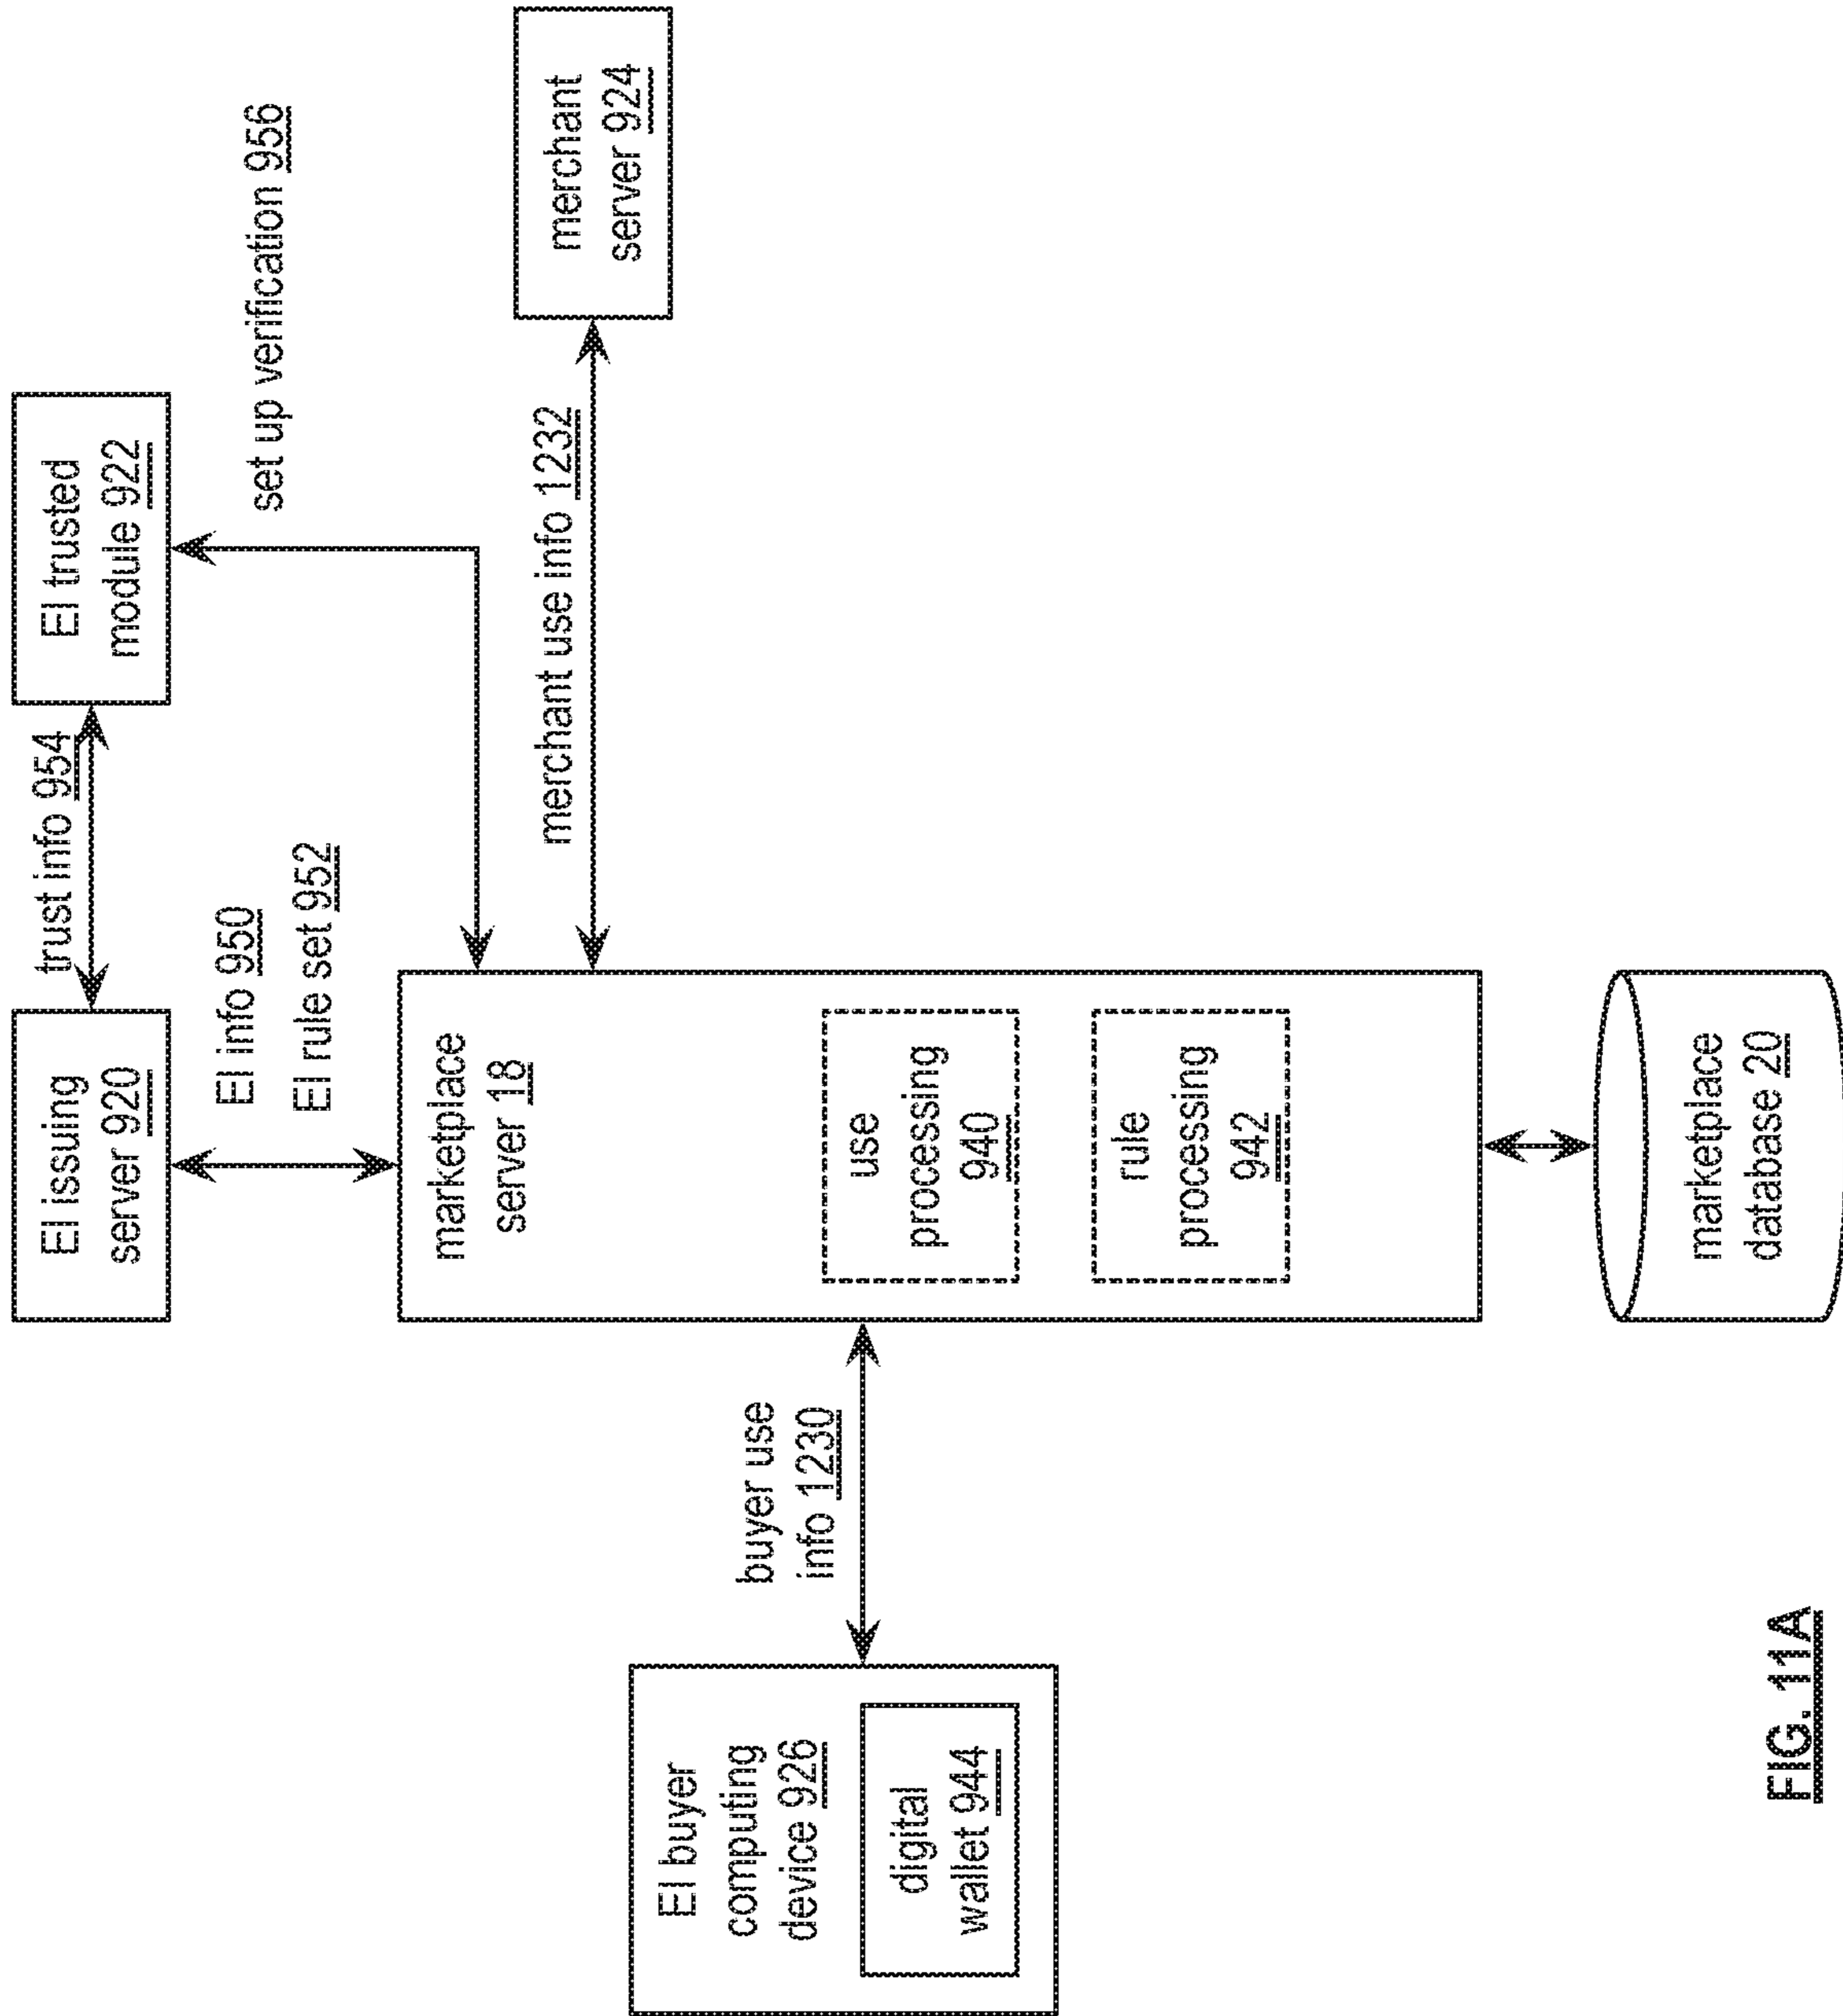 EI issuing
server 920
trust info 954
EI trusted
module 922
EI info 950
EI rule set 952
set up verification 956
marketplace
server 18
merchant use info 1232
merchant
server 924
buyer use
info 1230
EI buyer
computing
device 926
digital
wallet 944
use
processing
940
rule
processing
942
marketplace
database 20
FIG. 11A